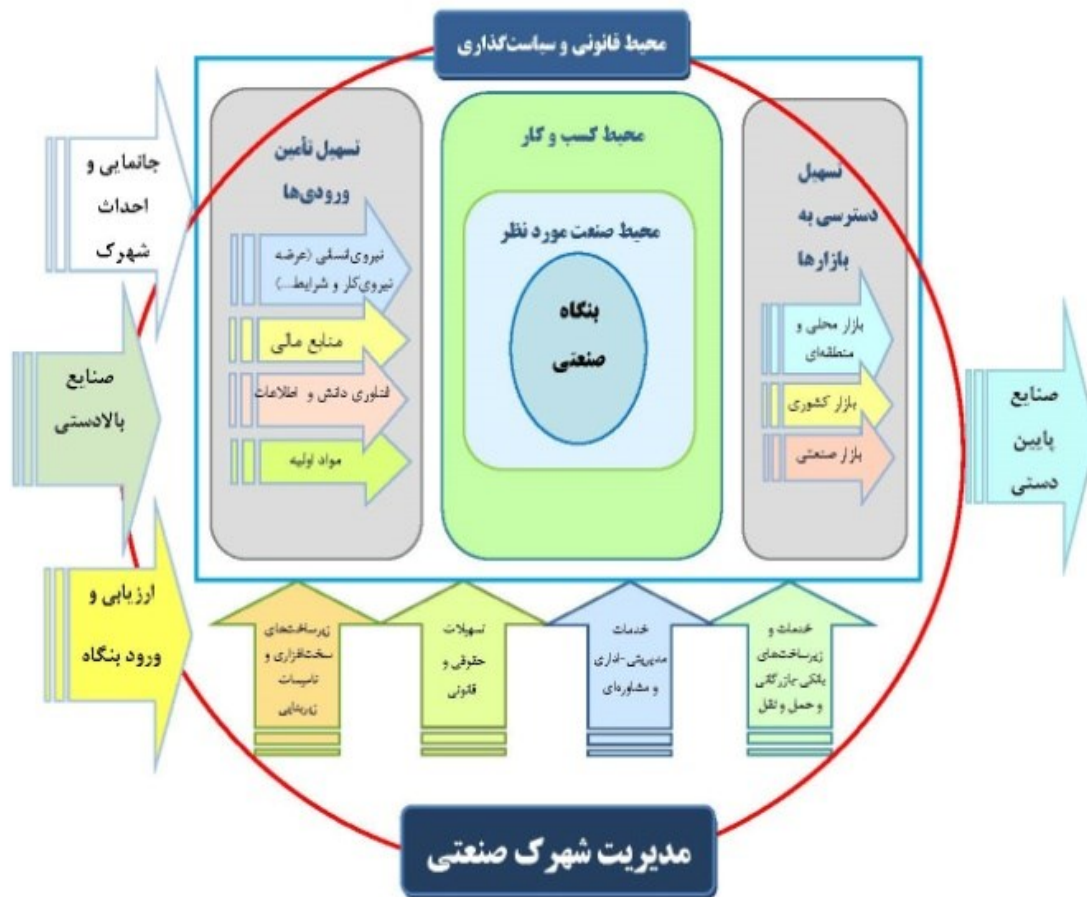 محیط قانونی و سیاست‌گذاری
جانمایی و
احداث
شهرک
صنایع
بالادستی
ارزیابی و
ورود بنگاه
تسهیل تأمین
ورودی‌ها
نیروی‌انسانی (عرضه
نیروی‌کار و شرایط...)
منابع مالی
فناوری دانش و اطلاعات
مواد اولیه
محیط کسب و کار
محیط صنعت مورد نظر
بنگاه
صنعتی
تسهیل
دسترسی به
بازارها
بازار محلی و
منطقه‌ای
بازار کشوری
بازار صنعتی
صنایع
پایین
دستی
زیرساخت‌های
سخت‌افزاری و
تاسیسات
زیربنایی
تسهیلات
حقوقی و
قانونی
خدمات
مدیریتی-اداری
و مشاوره‌ای
خدمات و
زیرساخت‌های
بانکی-بازرگانی
و حمل و نقل
مدیریت شهرک صنعتی